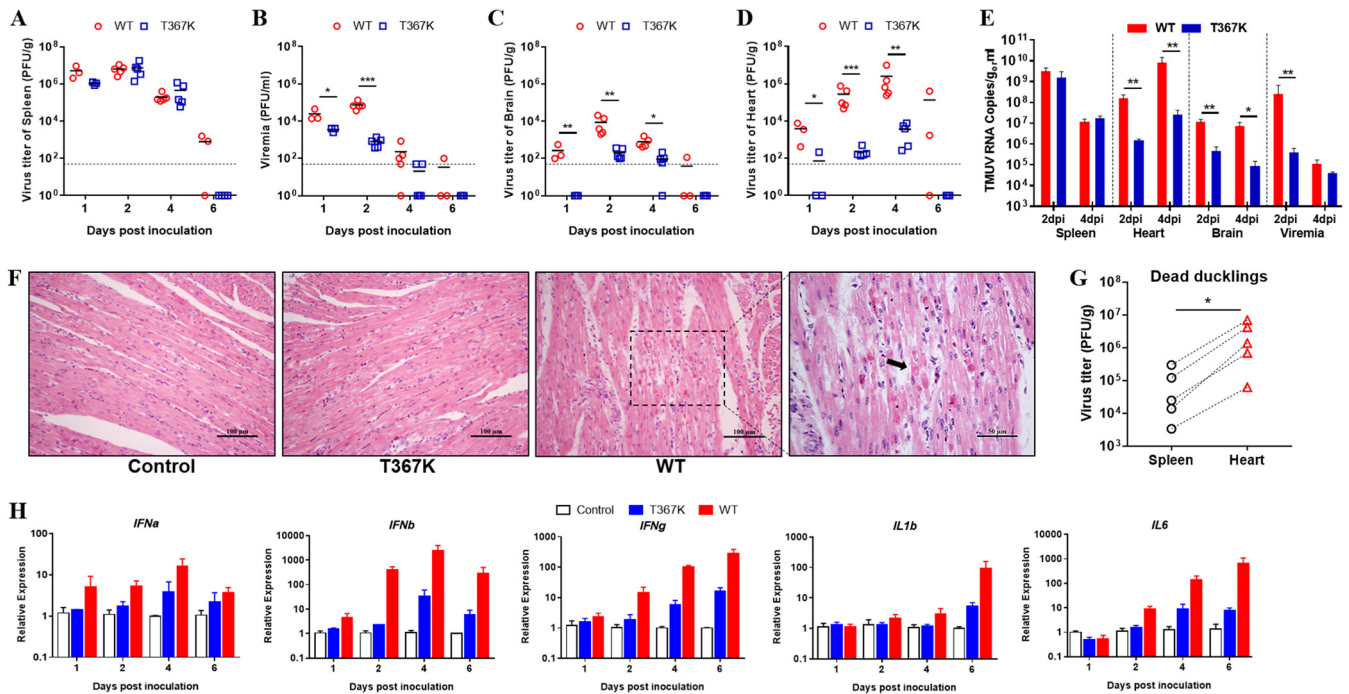 A
WT T367K
Virus titer of Spleen (PFU/g)
10^8
10^6
10^4
10^2
10^0
1 2 4 6
Days post inoculation
B
WT T367K
Viremia (PFU/ml)
10^8
10^6
10^4
10^2
10^0
* ***
1 2 4 6
Days post inoculation
C
WT T367K
Virus titer of Brain (PFU/g)
10^8
10^6
10^4
10^2
10^0
** ** *
1 2 4 6
Days post inoculation
D
WT T367K
Virus titer of Heart (PFU/g)
10^8
10^6
10^4
10^2
10^0
* *** **
1 2 4 6
Days post inoculation
E
WT T367K
TMUV RNA Copies/g or ml
10^11
10^10
10^9
10^8
10^7
10^6
10^5
10^4
10^3
** ** ** * **
2dpi 4dpi 2dpi 4dpi 2dpi 4dpi 2dpi 4dpi
Spleen Heart Brain Viremia
F
100 μm
Control
100 μm
T367K
100 μm
WT
50 μm
G
Dead ducklings
Virus titer (PFU/g)
10^8
10^7
10^6
10^5
10^4
10^3
*
Spleen Heart
H
Control T367K WT
IFNa
Relative Expression
100
10
1
0.1
1 2 4 6
Days post inoculation
IFNb
Relative Expression
10000
1000
100
10
1
0.1
1 2 4 6
Days post inoculation
IFNg
Relative Expression
1000
100
10
1
0.1
1 2 4 6
Days post inoculation
IL1b
Relative Expression
1000
100
10
1
0.1
1 2 4 6
Days post inoculation
IL6
Relative Expression
10000
1000
100
10
1
0.1
1 2 4 6
Days post inoculation